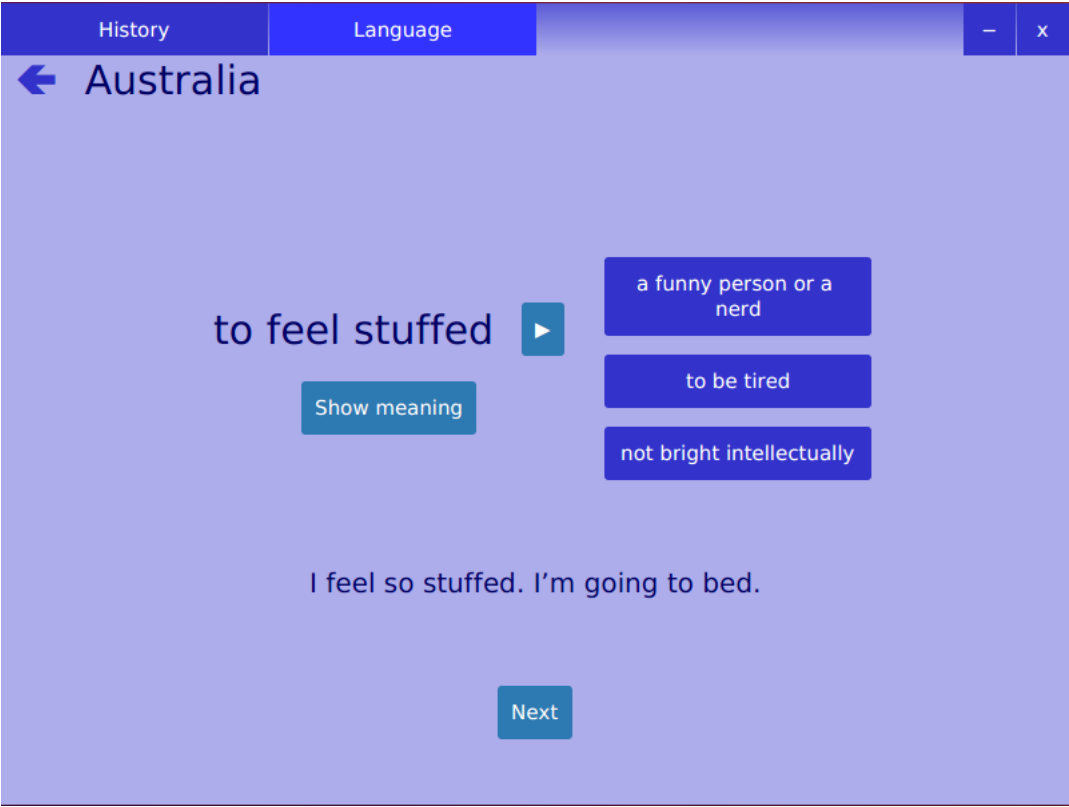 History
Language
– x
Australia
a funny person or a
nerd
to feel stuffed
to be tired
Show meaning
not bright intellectually
I feel so stuffed. I’m going to bed.
Next